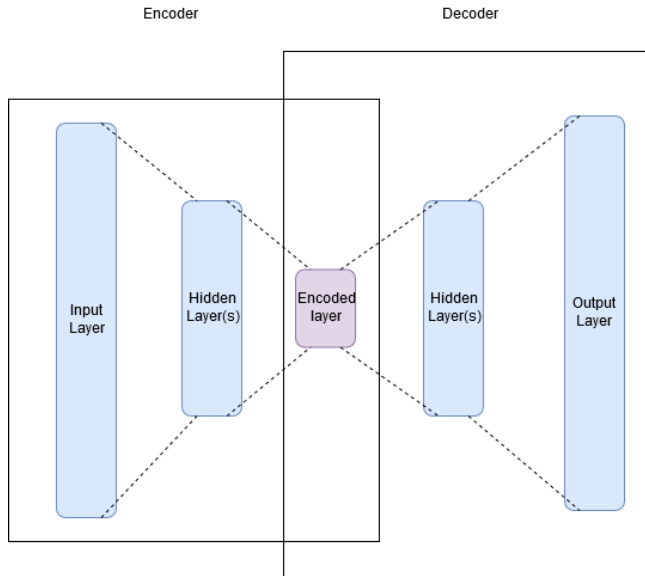 Encoder
Decoder
Input
Layer
Hidden
Layer(s)
Encoded
layer
Hidden
Layer(s)
Output
Layer